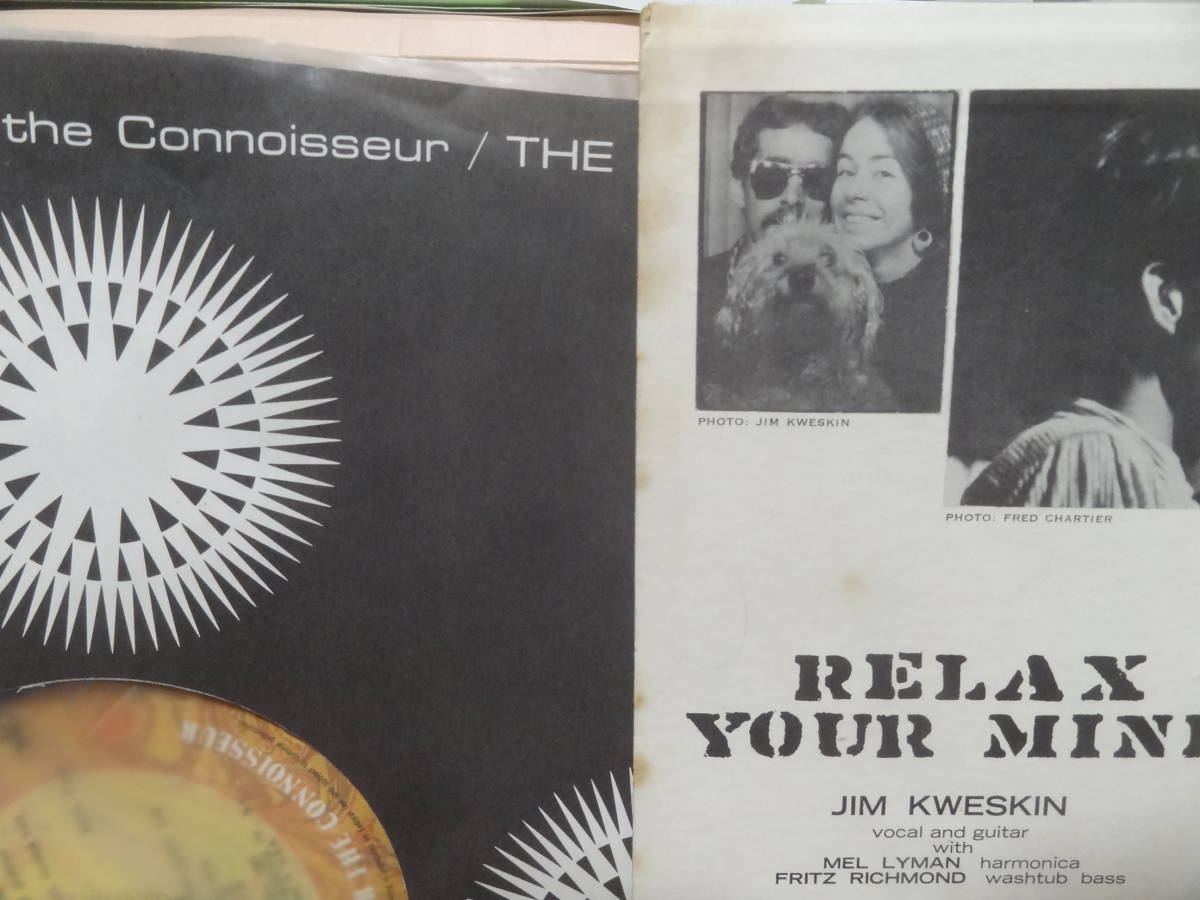 the Connoisseur / THE
THE CONNOISSEUR
PHOTO: JIM KWESKIN
PHOTO: FRED CHARTIER
RELAX
YOUR MIN
JIM KWESKIN
vocal and guitar
with
MEL LYMAN harmonica
FRITZ RICHMOND washtub bass